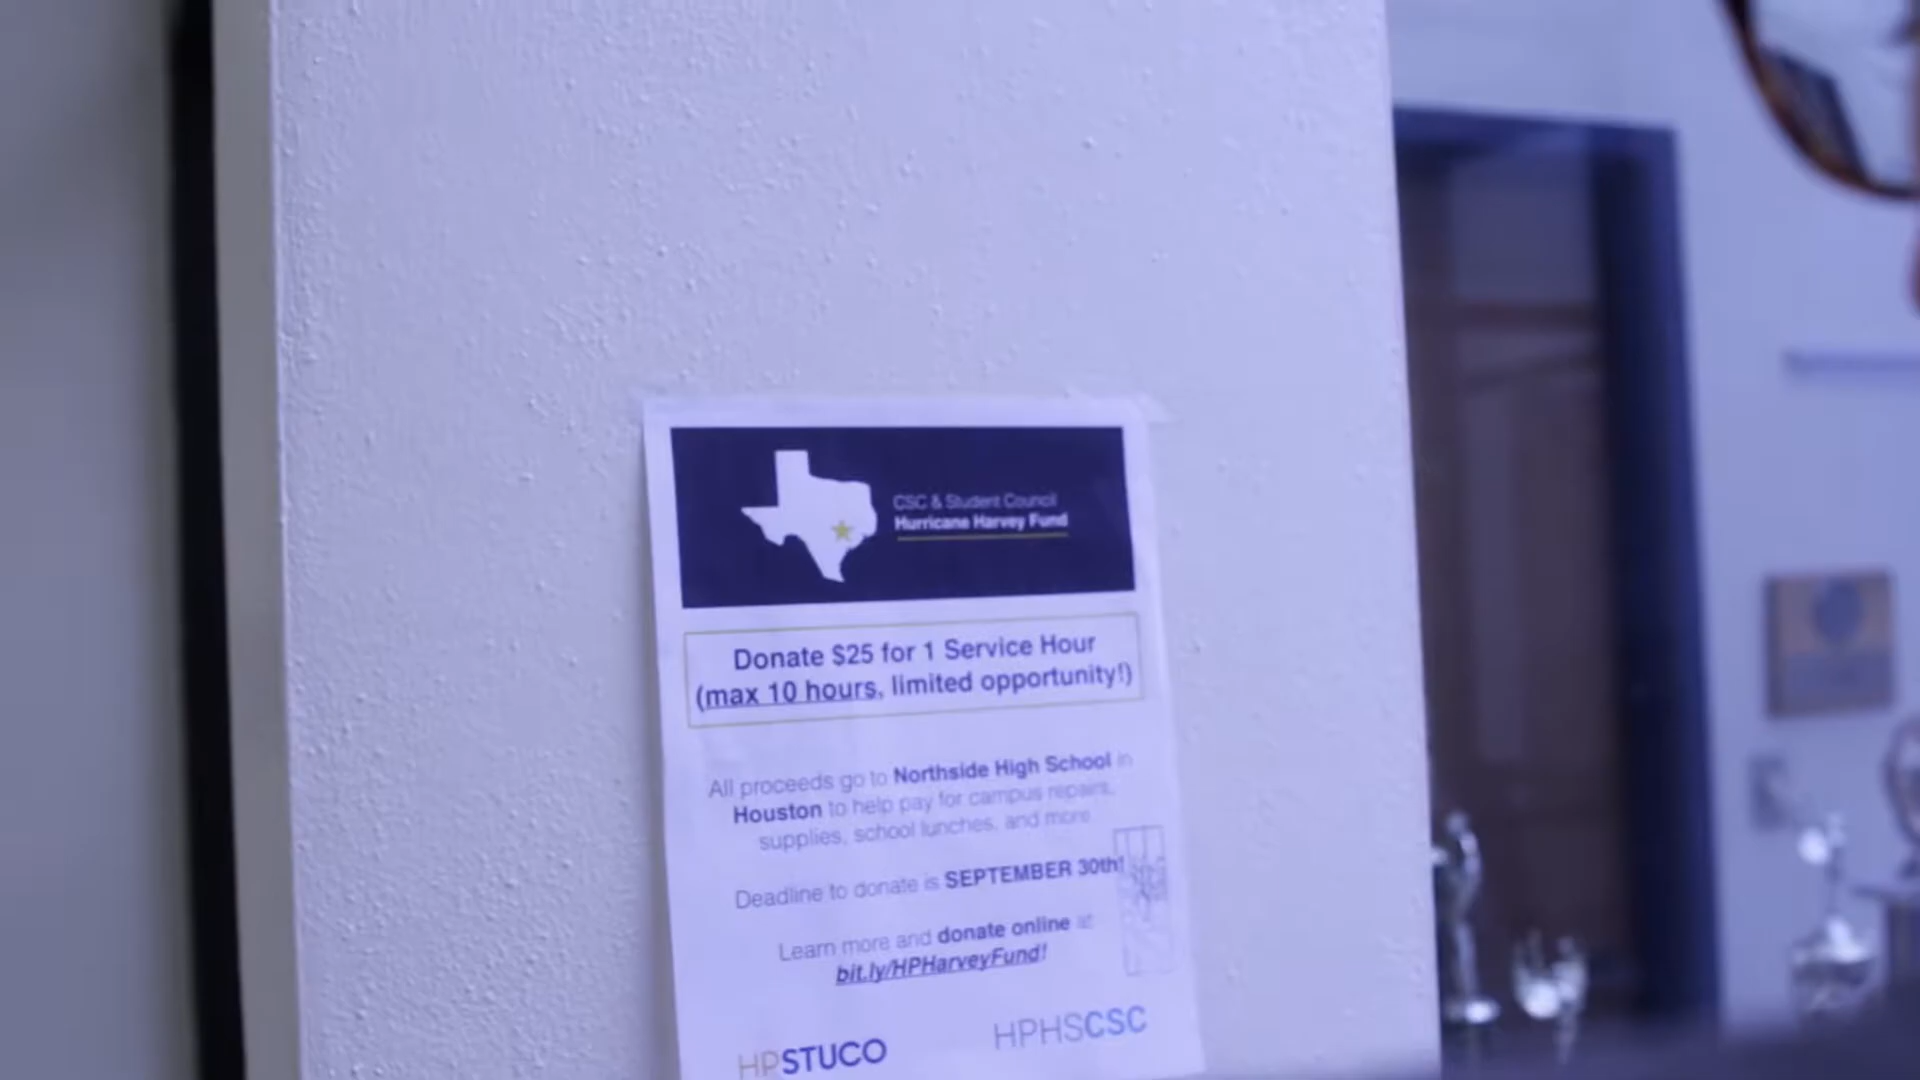 CSC & Student Council
Hurricane Harvey Fund
Donate $25 for 1 Service Hour
(max 10 hours, limited opportunity!)
All proceeds go to Northside High School in
Houston to help pay for campus repairs,
supplies, school lunches, and more.
Deadline to donate is SEPTEMBER 30th!
Learn more and donate online at
bit.ly/HPHarveyFund!
HPSTUCO
HPHSCSC